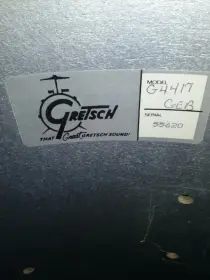 GRETSCH
THAT Great GRETSCH SOUND!
MODEL
G4417
GEB
SERIAL
55620